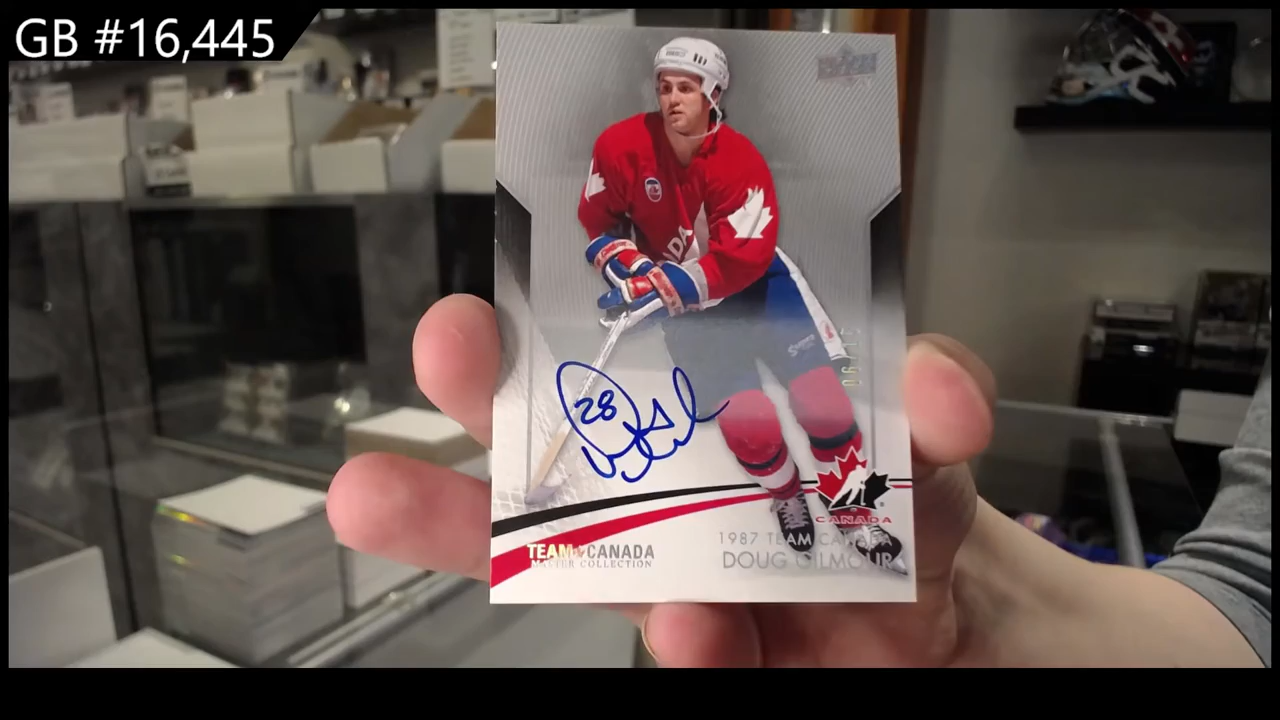 GB #16,445
28
TEAM CANADA
MASTER COLLECTION
CANADA
1987 TEAM CANADA
DOUG GILMOUR